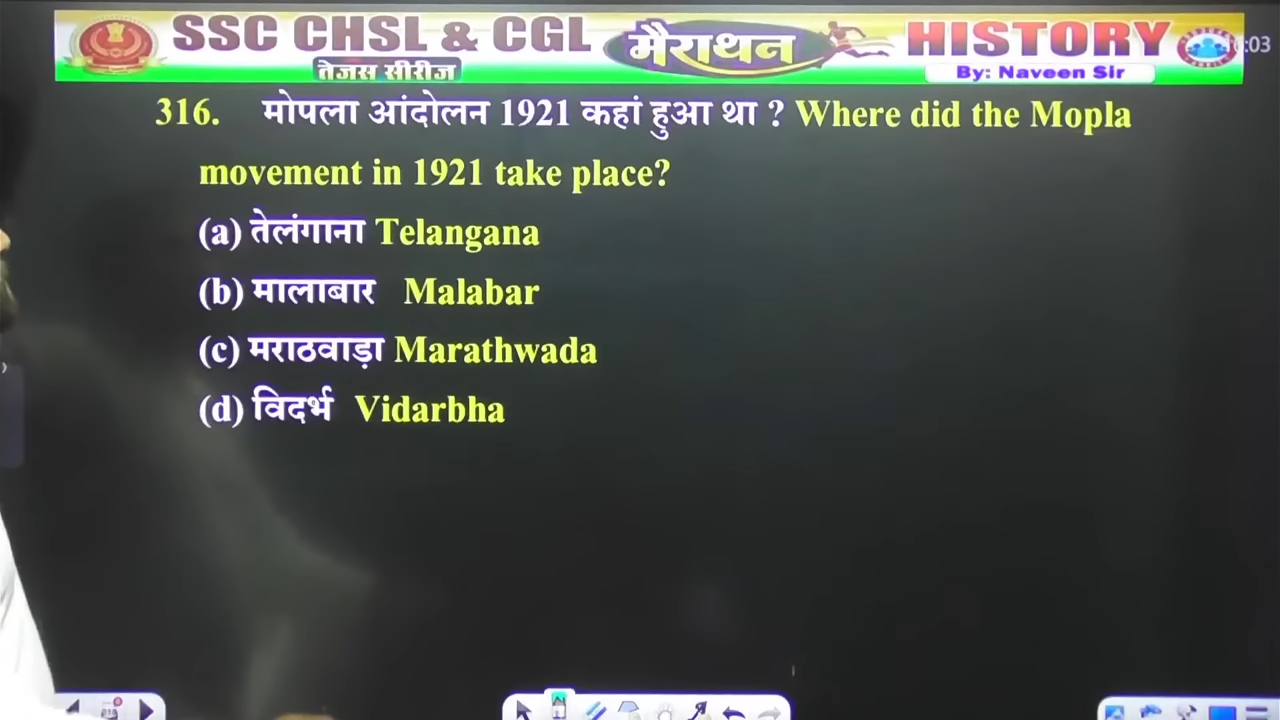 SSC CHSL & CGL मैराथन HISTORY
तेजस सीरीज
By: Naveen Sir
316. मोपला आंदोलन 1921 कहां हुआ था ? Where did the Mopla
movement in 1921 take place?
(a) तेलंगाना Telangana
(b) मालाबार Malabar
(c) मराठवाड़ा Marathwada
(d) विदर्भ Vidarbha